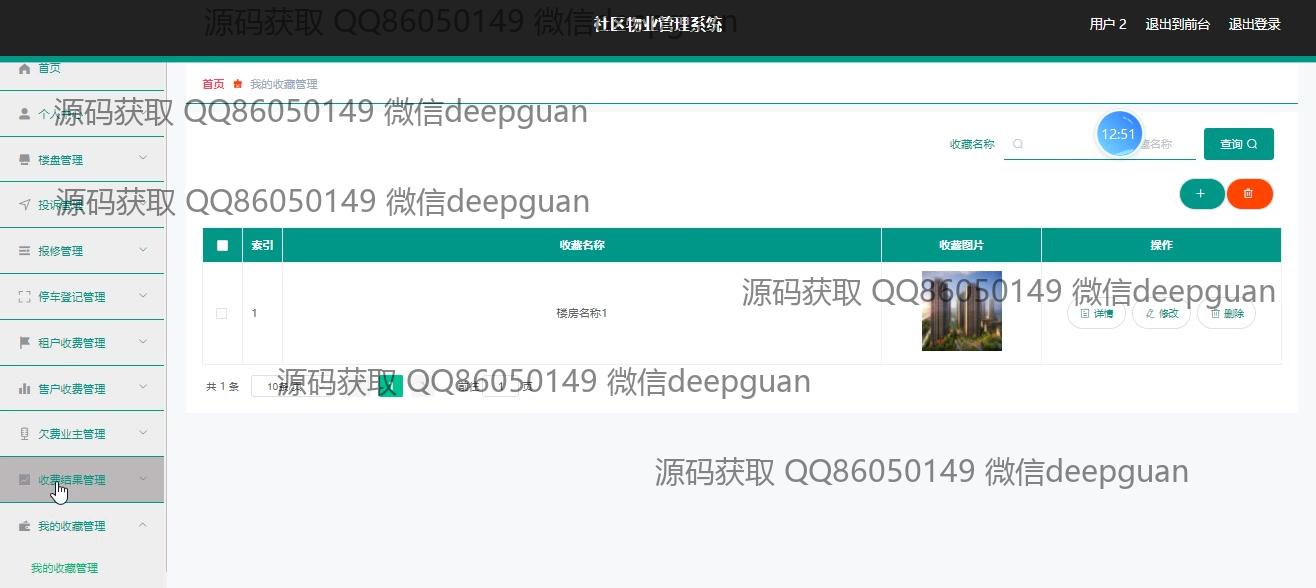 源码获取 QQ86050149 微信deepguan
社区物业管理系统
用户 2 退出到前台 退出登录
首页
首页 我的收藏管理
源码获取 QQ86050149 微信deepguan
收藏名称 12:51 藏名称 查询
楼盘管理
源码获取 QQ86050149 微信deepguan
+
报修管理
索引 收藏名称 收藏图片 操作
停车登记管理
源码获取 QQ86050149 微信deepguan
1 楼房名称1 详情 修改 删除
租户收费管理
售户收费管理
源码获取 QQ86050149 微信deepguan
共 1 条 前往 1 页
欠费业主管理
源码获取 QQ86050149 微信deepguan
收费结果管理
我的收藏管理
我的收藏管理